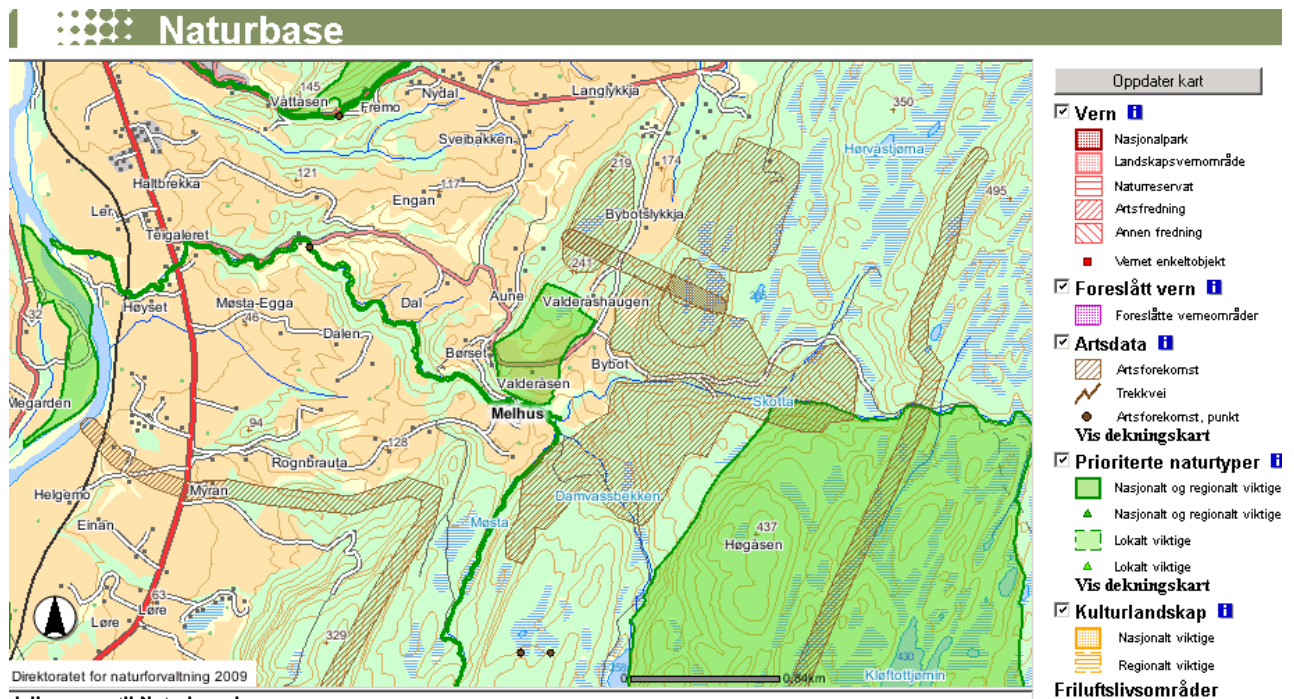 Naturbase
145
Våttåsen
Fremo
Nydal
Langlykkja
350
Sveibakken
Hørvastjørna
121
219
174
Haltbrekka
117
Engan
495
Ler
Bybotslykkja
Teigaleret
241
Høyset
Møsta-Egga
46
Dal
Aune
Valderåshaugen
32
Dalen
Børset
Bybot
Valderåsen
Megarden
Melhus
Skotta
94
128
Rognbrauta
Helgemo
Myran
Damvassbekken
Einan
Møsta
437
Høgåsen
63
Løre
Løre
329
258
430
Kløftottjørnin
Direktoratet for naturforvaltning 2009
0
0,84km
Oppdater kart
Vern i
Nasjonalpark
Landskapsvernområde
Naturreservat
Artsfredning
Annen fredning
Vernet enkeltobjekt
Foreslått vern i
Foreslåtte verneområder
Artsdata i
Artsforekomst
Trekkvei
Artsforekomst, punkt
Vis dekningskart
Prioriterte naturtyper i
Nasjonalt og regionalt viktige
Nasjonalt og regionalt viktige
Lokalt viktige
Lokalt viktige
Vis dekningskart
Kulturlandskap i
Nasjonalt viktige
Regionalt viktige
Friluftslivsområder